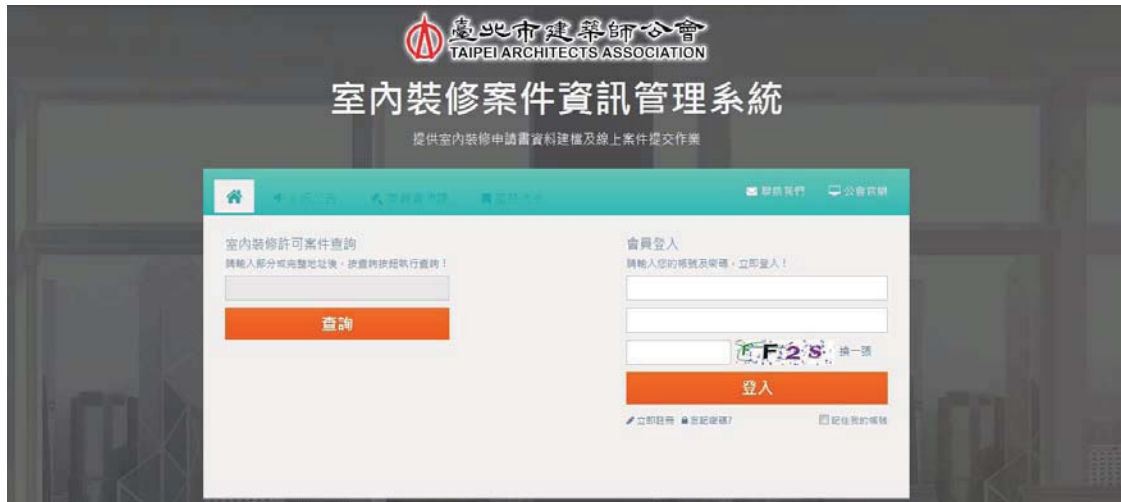 臺北市建築師公會
TAIPEI ARCHITECTS ASSOCIATION
室內裝修案件資訊管理系統
提供室內裝修申請書資料建檔及線上案件提交作業
聯絡我們 公會官網
室內裝修許可案件查詢
請輸入部分或完整地址後，按查詢按鈕執行查詢！
查詢
會員登入
請輸入您的帳號及密碼，立即登入！
FF2S 換一張
登入
立即註冊 忘記密碼? 記住我的帳號